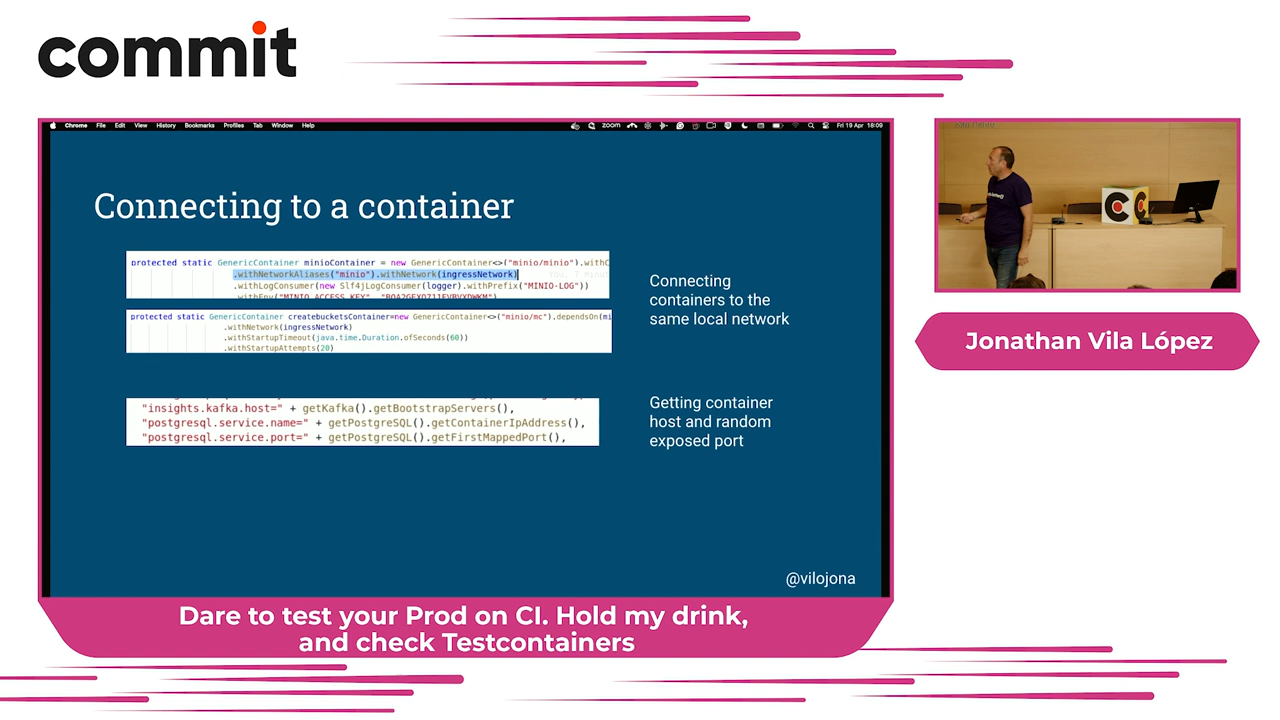 commit
Chrome File Edit View History Bookmarks Profiles Tab Window Help
zoom
Fri 19 Apr 18:09
Connecting to a container
protected static GenericContainer minioContainer = new GenericContainer<>("minio/minio").withC
.withNetworkAliases("minio").withNetwork(ingressNetwork)
.withLogConsumer(new Slf4jLogConsumer(logger).withPrefix("MINIO-LOG"))
Connecting
containers to the
same local network
protected static GenericContainer createbucketsContainer=new GenericContainer<>("minio/mc").dependsOn(mi
.withNetwork(ingressNetwork)
.withStartupTimeout(java.time.Duration.ofSeconds(60))
.withStartupAttempts(20)
"insights.kafka.host=" + getKafka().getBootstrapServers(),
"postgresql.service.name=" + getPostgreSQL().getContainerIpAddress(),
"postgresql.service.port=" + getPostgreSQL().getFirstMappedPort(),
Getting container
host and random
exposed port
@vilojona
Jonathan Vila López
Dare to test your Prod on CI. Hold my drink,
and check Testcontainers